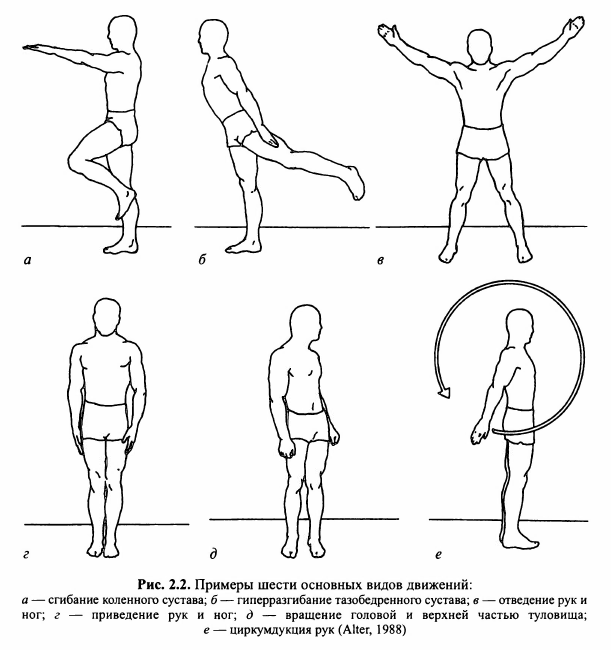 а б в
г д е
Рис. 2.2. Примеры шести основных видов движений:
а — сгибание коленного сустава; б — гиперразгибание тазобедренного сустава; в — отведение рук и
ног; г — приведение рук и ног; д — вращение головой и верхней частью туловища;
е — циркумдукция рук (Alter, 1988)